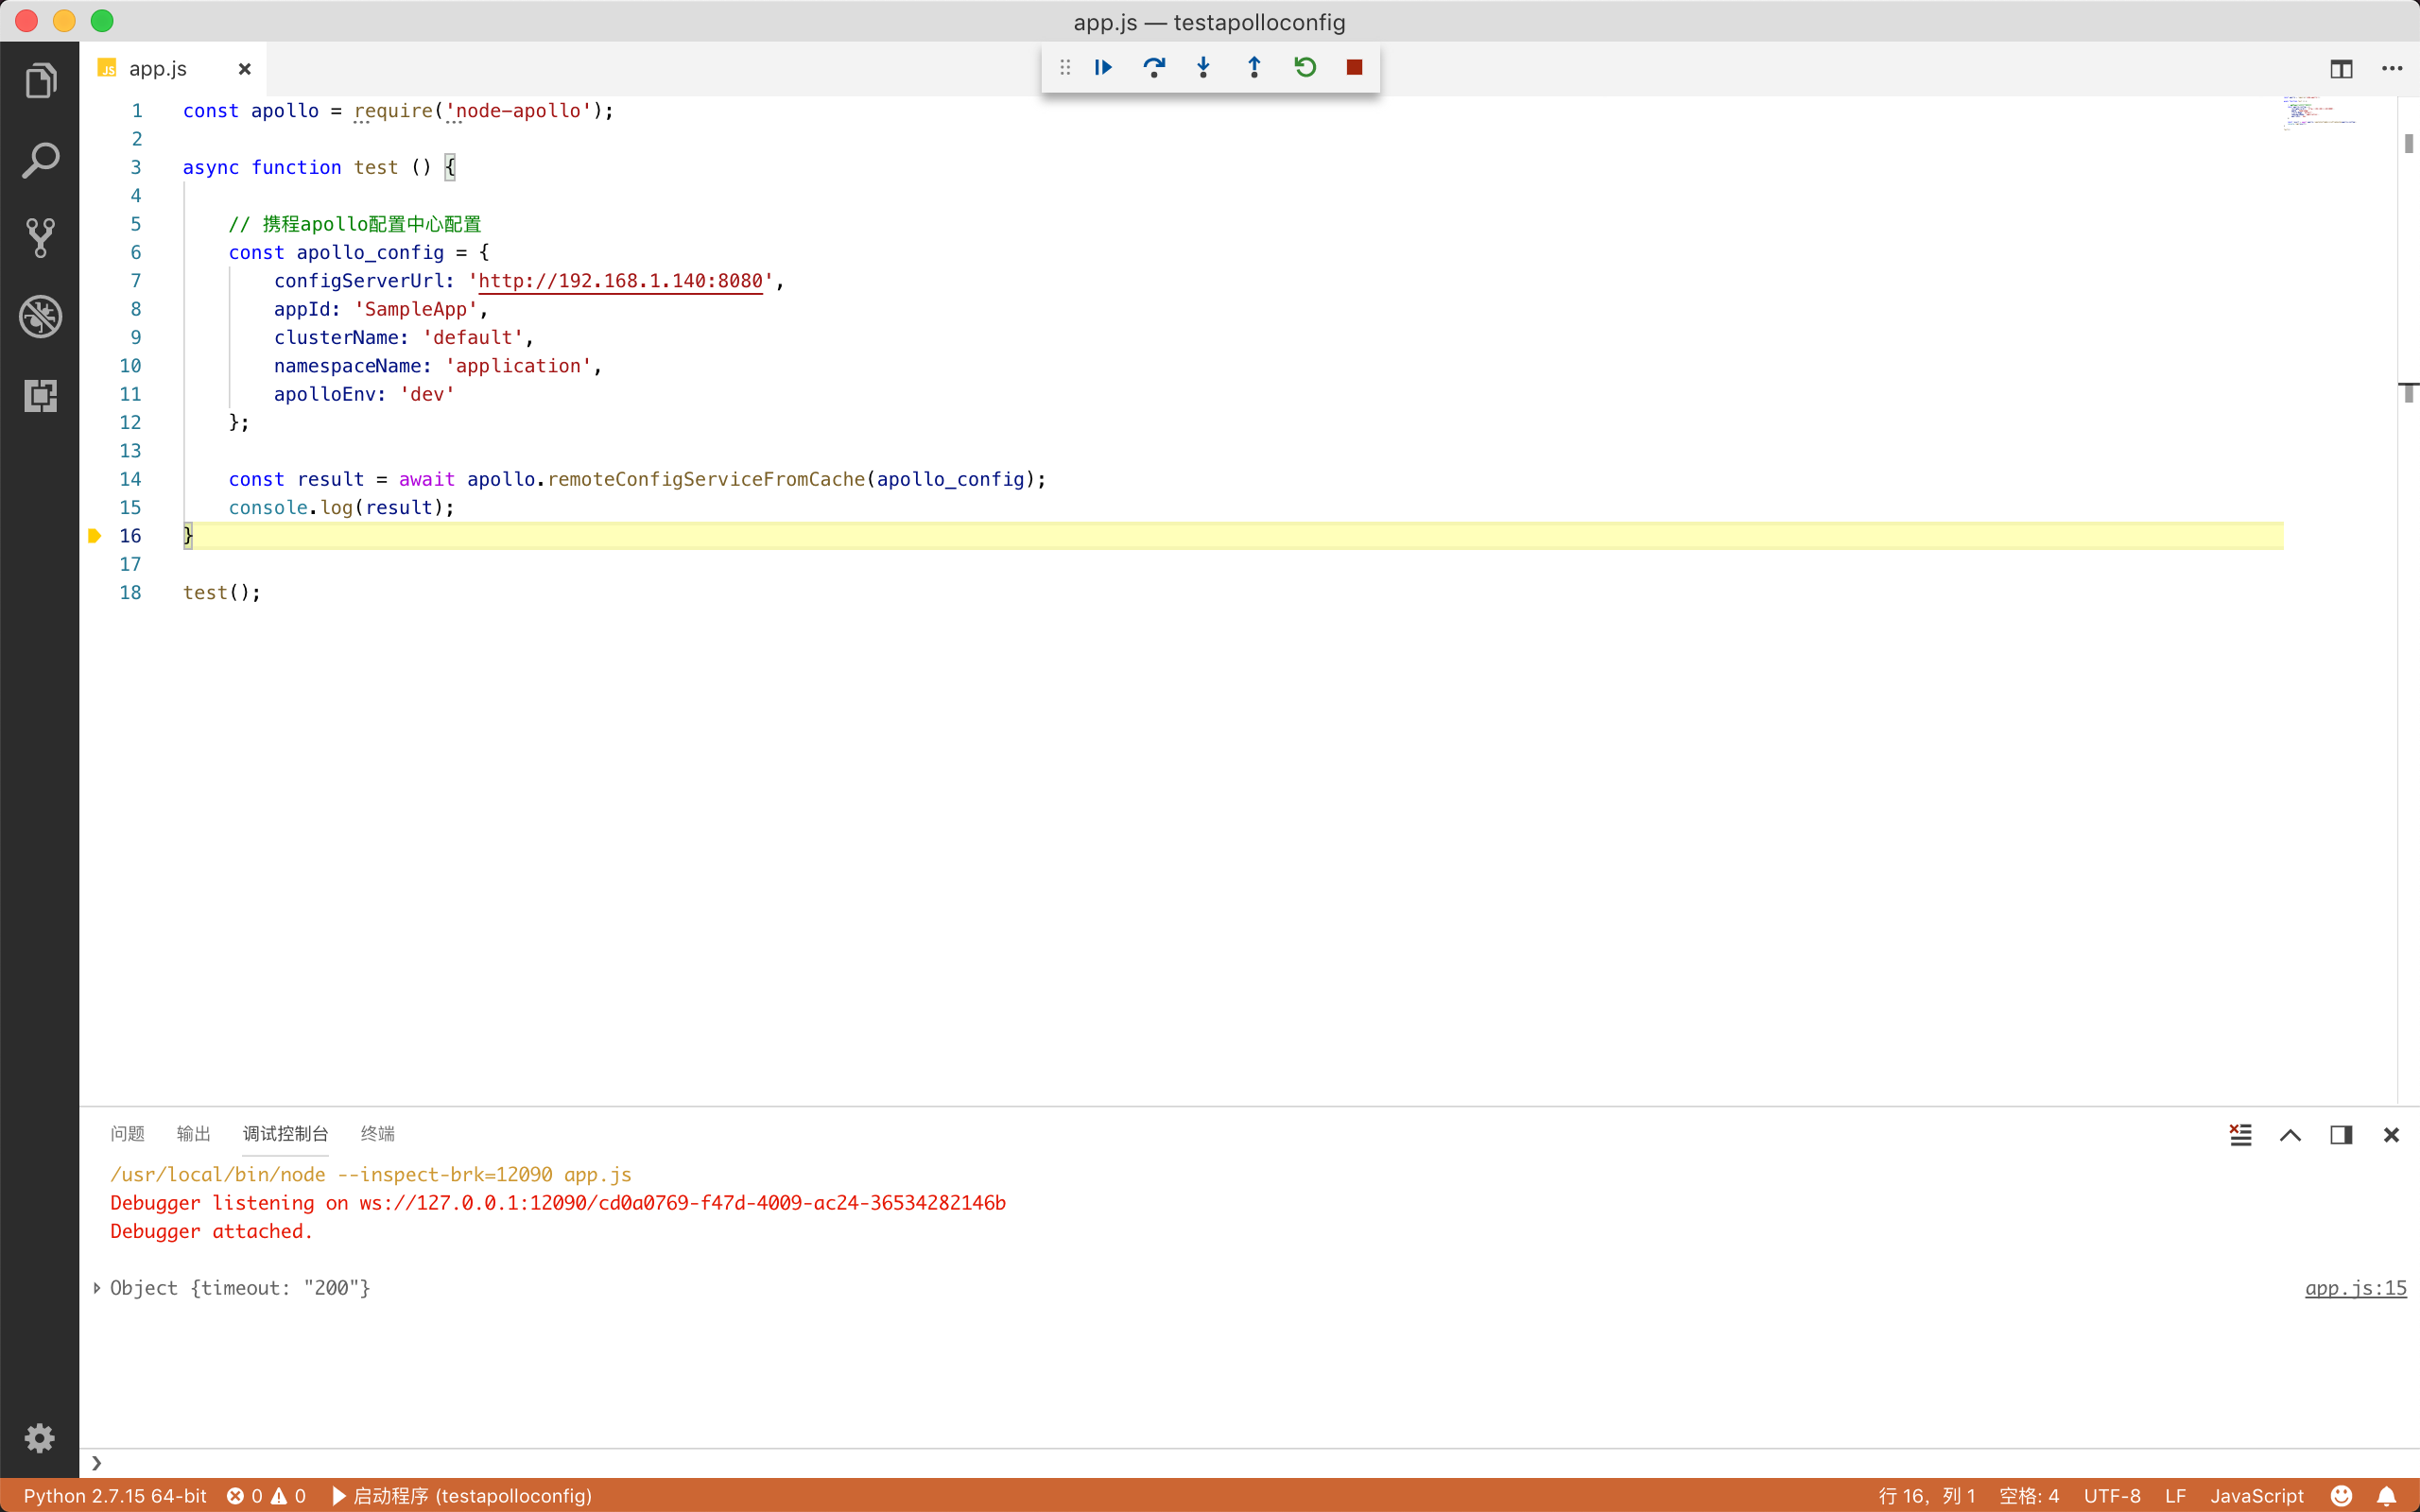 app.js — testapolloconfig
JS app.js
1 const apollo = require('node-apollo');
2
3 async function test () {
4
5 // 携程apollo配置中心配置
6 const apollo_config = {
7 configServerUrl: 'http://192.168.1.140:8080',
8 appId: 'SampleApp',
9 clusterName: 'default',
10 namespaceName: 'application',
11 apolloEnv: 'dev'
12 };
13
14 const result = await apollo.remoteConfigServiceFromCache(apollo_config);
15 console.log(result);
16 }
17
18 test();
问题 输出 调试控制台 终端
/usr/local/bin/node --inspect-brk=12090 app.js
Debugger listening on ws://127.0.0.1:12090/cd0a0769-f47d-4009-ac24-36534282146b
Debugger attached.
Object {timeout: "200"} app.js:15
Python 2.7.15 64-bit 0 0 启动程序 (testapolloconfig) 行 16，列 1 空格: 4 UTF-8 LF JavaScript